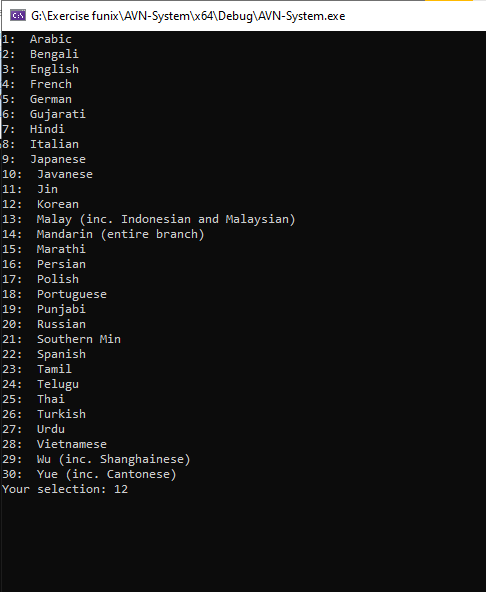 G:\Exercise funix\AVN-System\x64\Debug\AVN-System.exe
1:  Arabic
2:  Bengali
3:  English
4:  French
5:  German
6:  Gujarati
7:  Hindi
8:  Italian
9:  Japanese
10:  Javanese
11:  Jin
12:  Korean
13:  Malay (inc. Indonesian and Malaysian)
14:  Mandarin (entire branch)
15:  Marathi
16:  Persian
17:  Polish
18:  Portuguese
19:  Punjabi
20:  Russian
21:  Southern Min
22:  Spanish
23:  Tamil
24:  Telugu
25:  Thai
26:  Turkish
27:  Urdu
28:  Vietnamese
29:  Wu (inc. Shanghainese)
30:  Yue (inc. Cantonese)
Your selection: 12